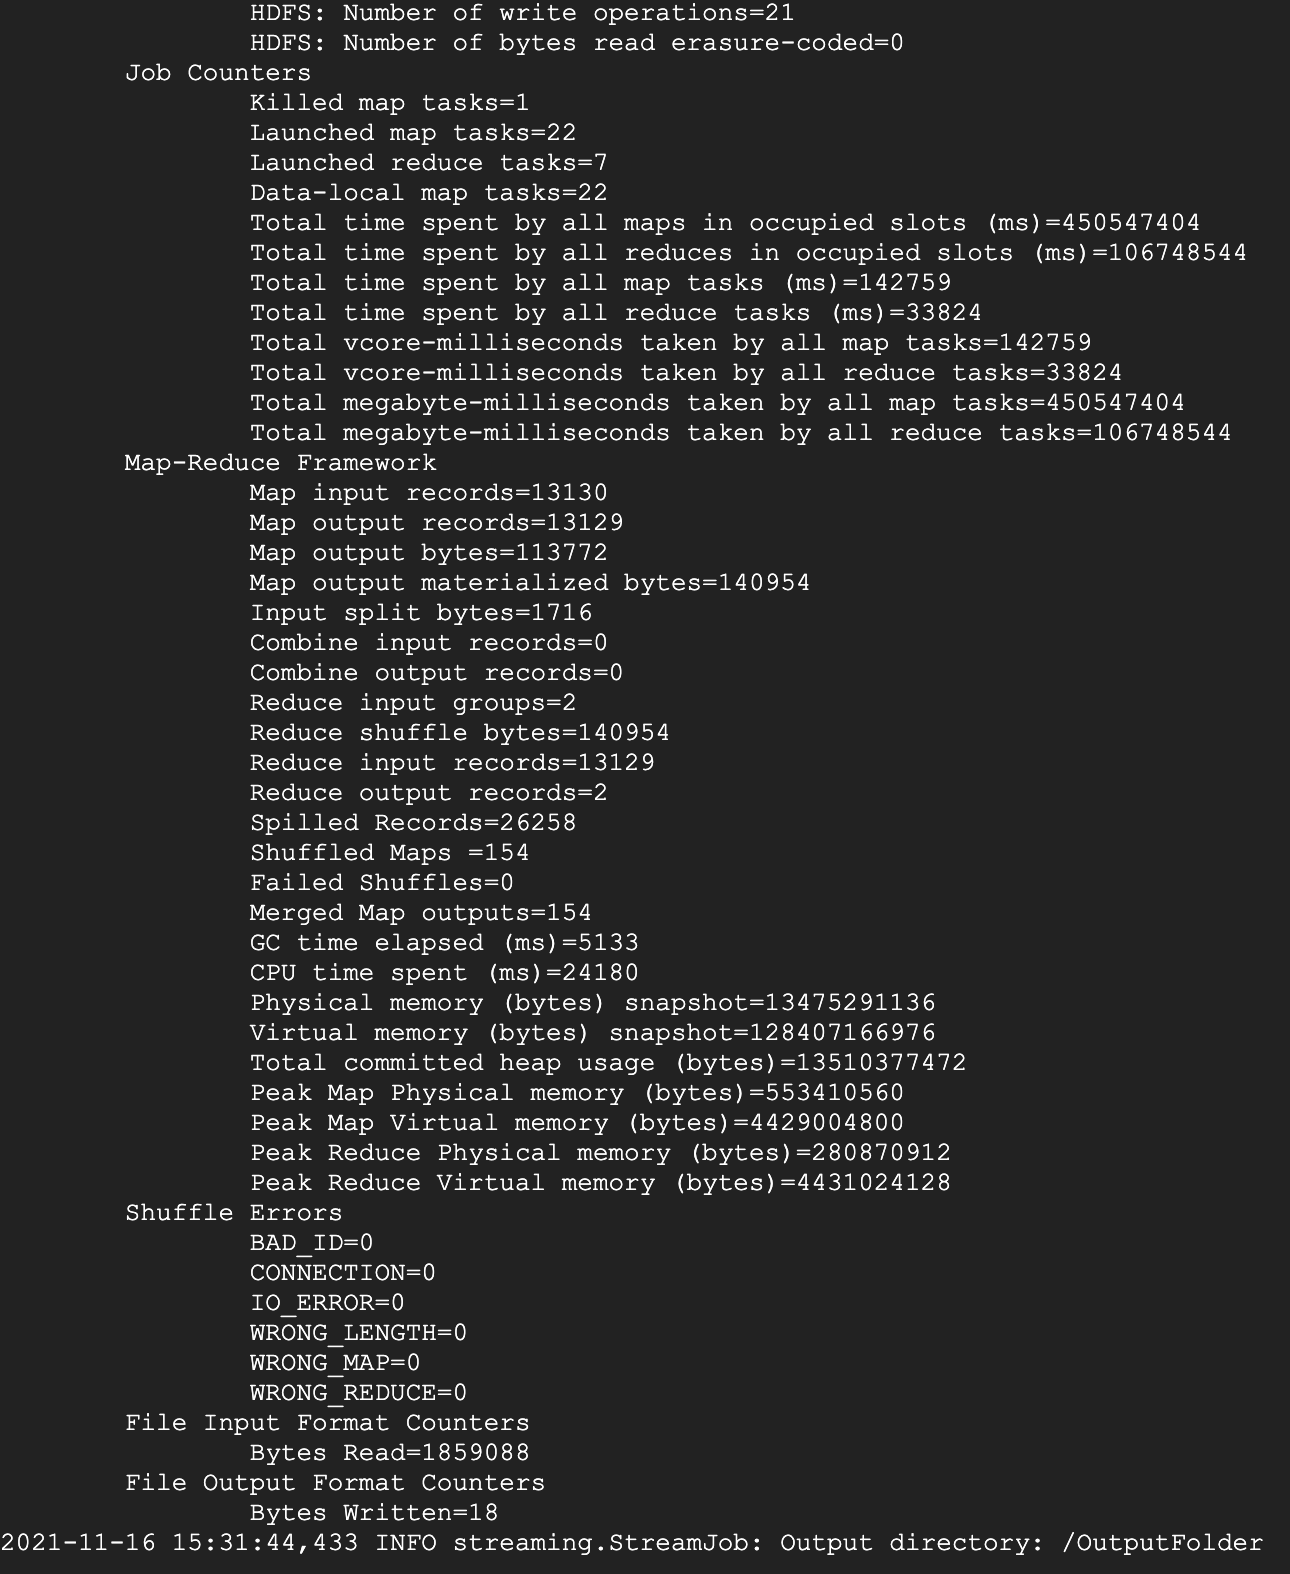 HDFS: Number of write operations=21
HDFS: Number of bytes read erasure-coded=0
Job Counters
Killed map tasks=1
Launched map tasks=22
Launched reduce tasks=7
Data-local map tasks=22
Total time spent by all maps in occupied slots (ms)=450547404
Total time spent by all reduces in occupied slots (ms)=106748544
Total time spent by all map tasks (ms)=142759
Total time spent by all reduce tasks (ms)=33824
Total vcore-milliseconds taken by all map tasks=142759
Total vcore-milliseconds taken by all reduce tasks=33824
Total megabyte-milliseconds taken by all map tasks=450547404
Total megabyte-milliseconds taken by all reduce tasks=106748544
Map-Reduce Framework
Map input records=13130
Map output records=13129
Map output bytes=113772
Map output materialized bytes=140954
Input split bytes=1716
Combine input records=0
Combine output records=0
Reduce input groups=2
Reduce shuffle bytes=140954
Reduce input records=13129
Reduce output records=2
Spilled Records=26258
Shuffled Maps =154
Failed Shuffles=0
Merged Map outputs=154
GC time elapsed (ms)=5133
CPU time spent (ms)=24180
Physical memory (bytes) snapshot=13475291136
Virtual memory (bytes) snapshot=128407166976
Total committed heap usage (bytes)=13510377472
Peak Map Physical memory (bytes)=553410560
Peak Map Virtual memory (bytes)=4429004800
Peak Reduce Physical memory (bytes)=280870912
Peak Reduce Virtual memory (bytes)=4431024128
Shuffle Errors
BAD_ID=0
CONNECTION=0
IO_ERROR=0
WRONG_LENGTH=0
WRONG_MAP=0
WRONG_REDUCE=0
File Input Format Counters
Bytes Read=1859088
File Output Format Counters
Bytes Written=18
2021-11-16 15:31:44,433 INFO streaming.StreamJob: Output directory: /OutputFolder